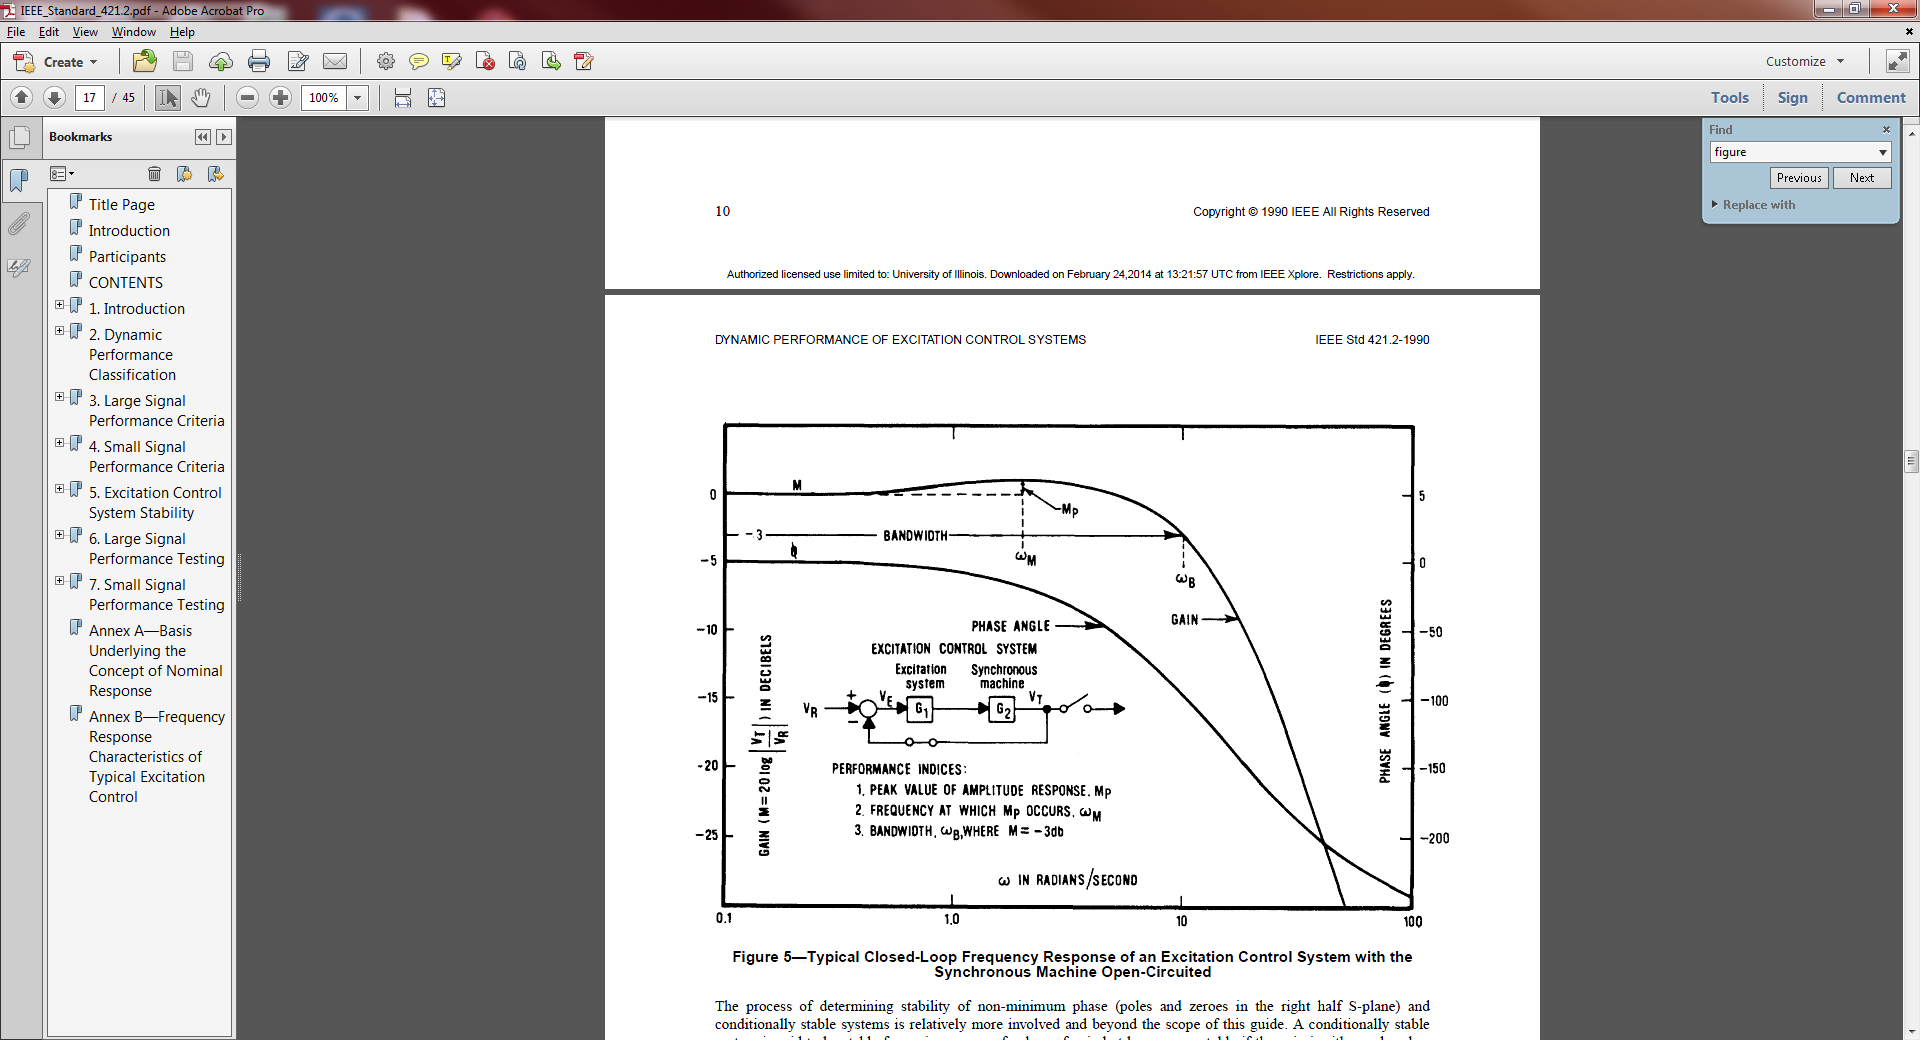 IEEE_Standard_421.2.pdf - Adobe Acrobat Pro
File Edit View Window Help
Create
Customize
17 / 45
100%
Tools Sign Comment
Bookmarks
Title Page
Introduction
Participants
CONTENTS
1. Introduction
2. Dynamic
Performance
Classification
3. Large Signal
Performance Criteria
4. Small Signal
Performance Criteria
5. Excitation Control
System Stability
6. Large Signal
Performance Testing
7. Small Signal
Performance Testing
Annex A—Basis
Underlying the
Concept of Nominal
Response
Annex B—Frequency
Response
Characteristics of
Typical Excitation
Control
Find
figure
Previous Next
Replace with
10 Copyright © 1990 IEEE All Rights Reserved
Authorized licensed use limited to: University of Illinois. Downloaded on February 24,2014 at 13:21:57 UTC from IEEE Xplore. Restrictions apply.
DYNAMIC PERFORMANCE OF EXCITATION CONTROL SYSTEMS IEEE Std 421.2-1990
0
-3
-5
-10
-15
-20
-25
5
0
-50
-100
-150
-200
M
Mp
BANDWIDTH
ωM
ωB
GAIN
PHASE ANGLE
EXCITATION CONTROL SYSTEM
Excitation
system
Synchronous
machine
VR + − VE G1 G2 VT
GAIN (M = 20 log |VT/VR|) IN DECIBELS
PHASE ANGLE ( ) IN DEGREES
PERFORMANCE INDICES:
1. PEAK VALUE OF AMPLITUDE RESPONSE, Mp
2. FREQUENCY AT WHICH Mp OCCURS, ωM
3. BANDWIDTH, ωB, WHERE M = -3db
ω IN RADIANS/SECOND
0.1 1.0 10 100
Figure 5—Typical Closed-Loop Frequency Response of an Excitation Control System with the
Synchronous Machine Open-Circuited
The process of determining stability of non-minimum phase (poles and zeroes in the right half S-plane) and
conditionally stable systems is relatively more involved and beyond the scope of this guide. A conditionally stable